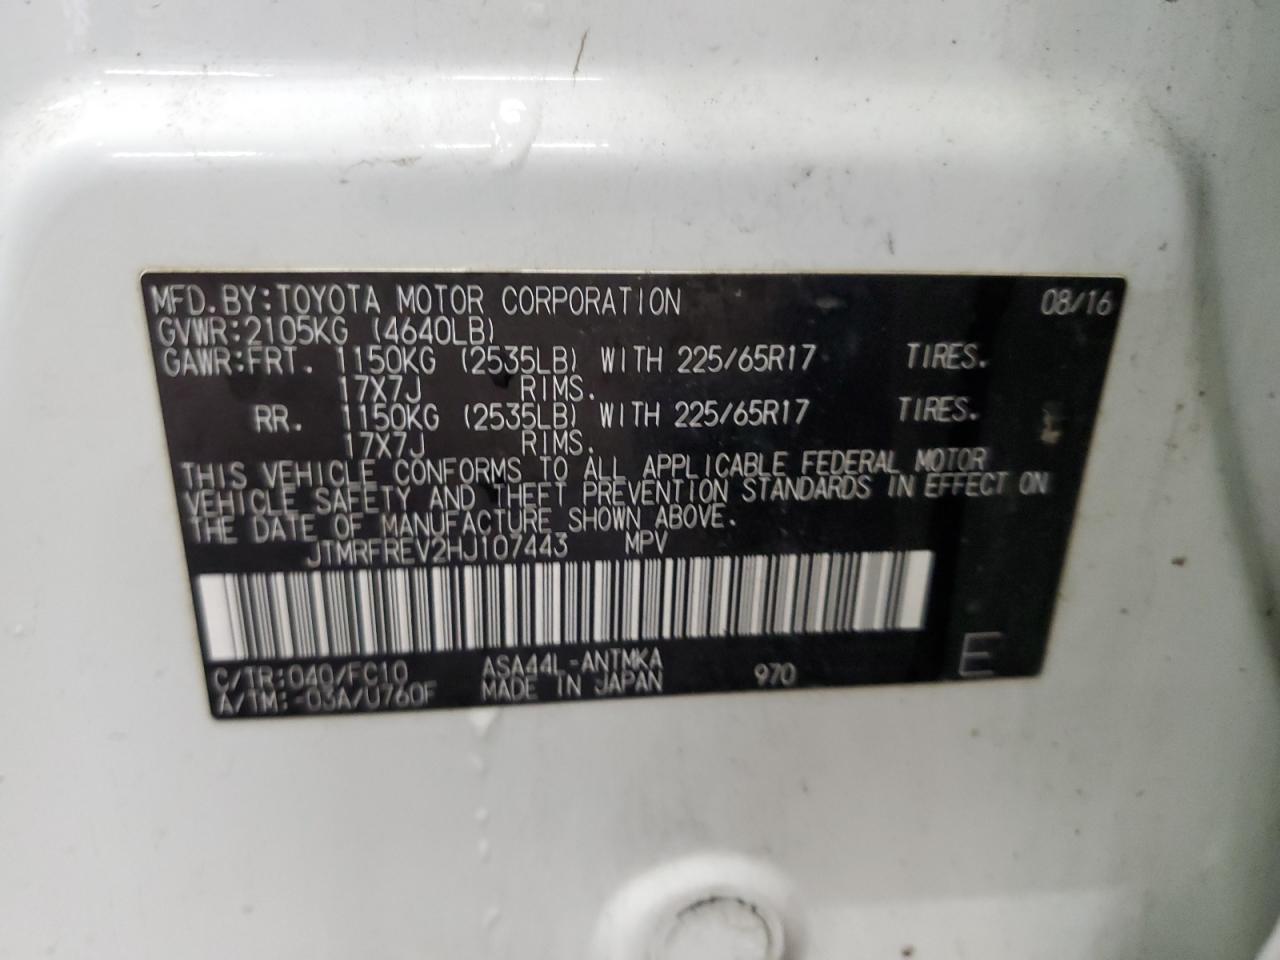 MFD.BY:TOYOTA MOTOR CORPORATION 08/16
GVWR:2105KG (4640LB)
GAWR:FRT. 1150KG (2535LB) WITH 225/65R17 TIRES.
17X7J RIMS.
RR. 1150KG (2535LB) WITH 225/65R17 TIRES.
17X7J RIMS.
THIS VEHICLE CONFORMS TO ALL APPLICABLE FEDERAL MOTOR
VEHICLE SAFETY AND THEFT PREVENTION STANDARDS IN EFFECT ON
THE DATE OF MANUFACTURE SHOWN ABOVE.
JTMRFREV2HJ107443 MPV
C/TR:040/FC10 ASA44L-ANTMKA 970 E
A/TM:-03A/U760F MADE IN JAPAN